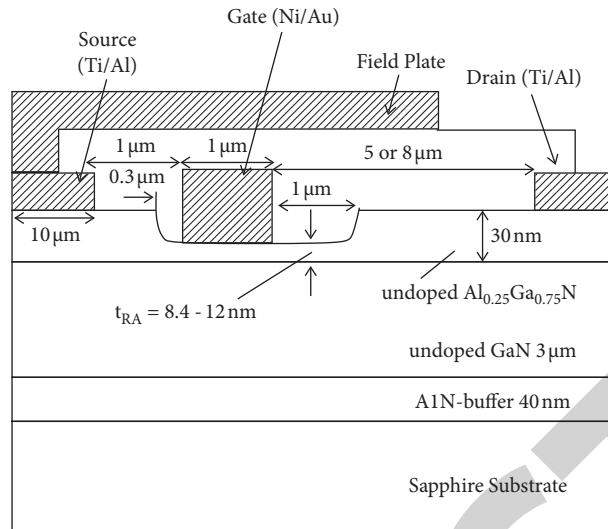 Gate (Ni/Au)
Source
(Ti/Al)
Field Plate
Drain (Ti/Al)
1 μm
1 μm
5 or 8 μm
0.3 μm
1 μm
10 μm
30 nm
undoped Al0.25Ga0.75N
tRA = 8.4 - 12 nm
undoped GaN 3 μm
A1N-buffer 40 nm
Sapphire Substrate